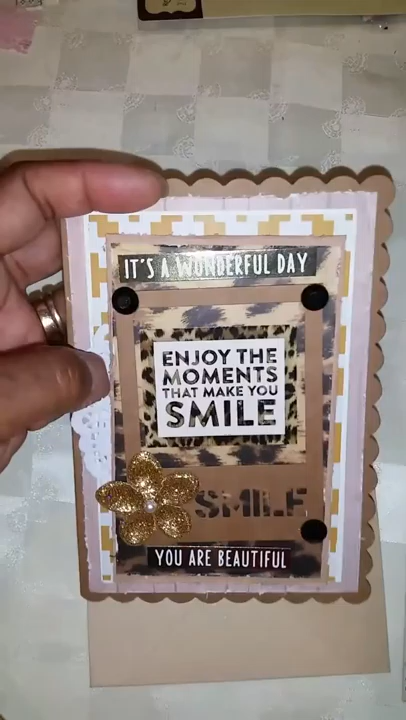 IT'S A WONDERFUL DAY
ENJOY THE
MOMENTS
THAT MAKE YOU
SMILE
SMILE
YOU ARE BEAUTIFUL